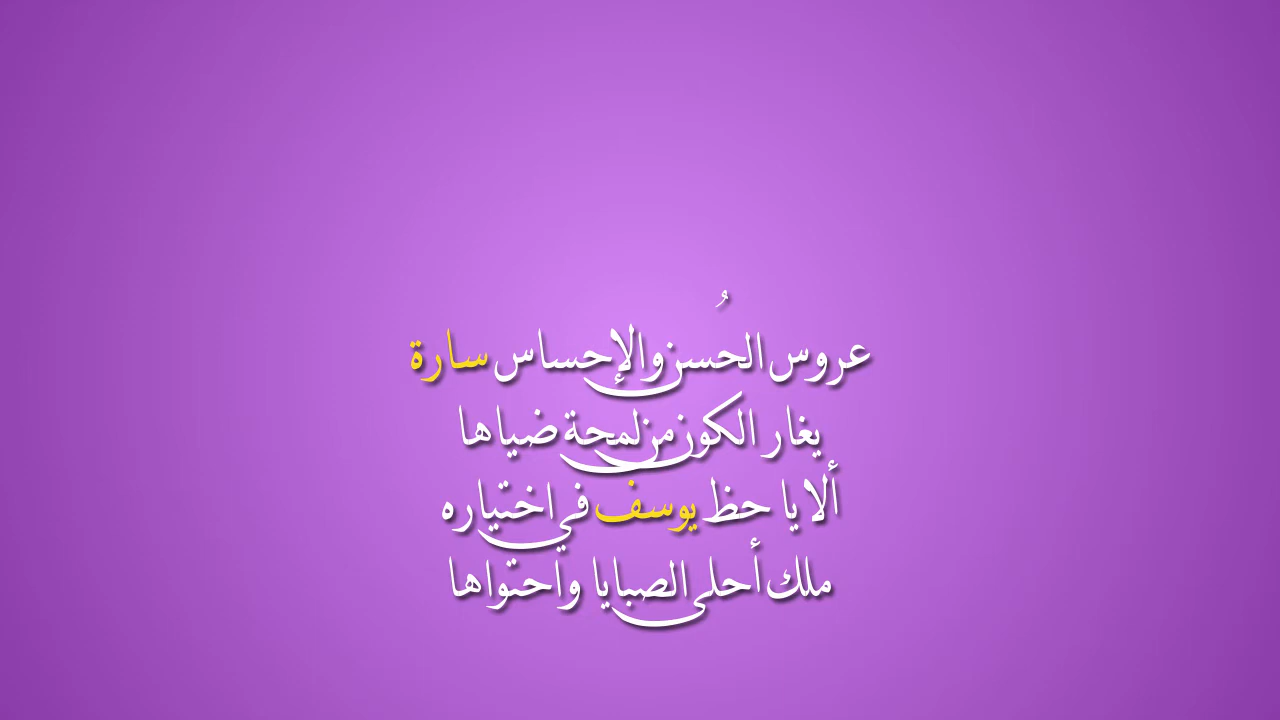 عروس الحُسن والإحساس سارة
يغار الكون من لمحة ضياها
ألا يا حظ يوسف في اختياره
ملك أحلى الصبايا واحتواها